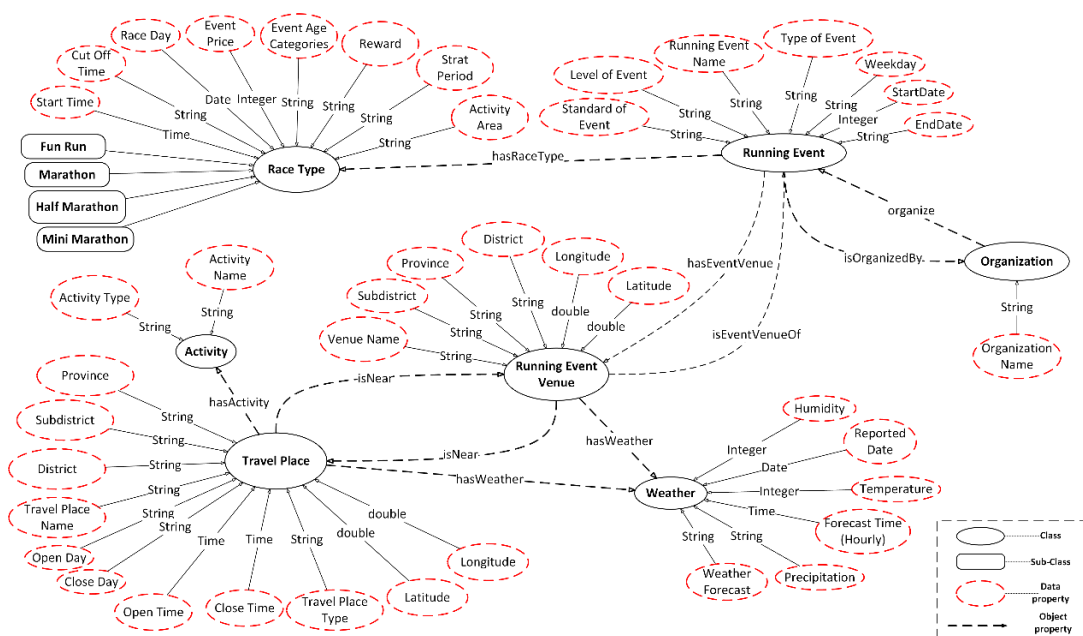 Race Day
Event
Price
Event Age
Categories
Reward
Strat
Period
Cut Off
Time
Start Time
Activity
Area
Time
String
Date
Integer
String
String
String
String
Fun Run
Marathon
Half Marathon
Mini Marathon
Race Type
hasRaceType
Running Event
Name
Type of Event
Weekday
Level of Event
StartDate
Standard of
Event
EndDate
String
String
String
String
String
Integer
String
Running Event
organize
isOrganizedBy
Organization
String
Organization
Name
hasEventVenue
isEventVenueOf
Activity
Name
Activity Type
String
String
Activity
hasActivity
Province
District
Longitude
Latitude
Subdistrict
Venue Name
String
String
String
String
double
double
Running Event
Venue
isNear
isNear
hasWeather
hasWeather
Province
Subdistrict
District
Travel Place
Name
Open Day
Close Day
Open Time
Close Time
Travel Place
Type
Latitude
Longitude
String
String
String
String
String
String
Time
Time
String
double
double
Travel Place
Humidity
Reported
Date
Temperature
Forecast Time
(Hourly)
Precipitation
Weather
Forecast
Integer
Date
Integer
Time
String
String
Weather
Class
Sub-Class
Data
property
Object
property